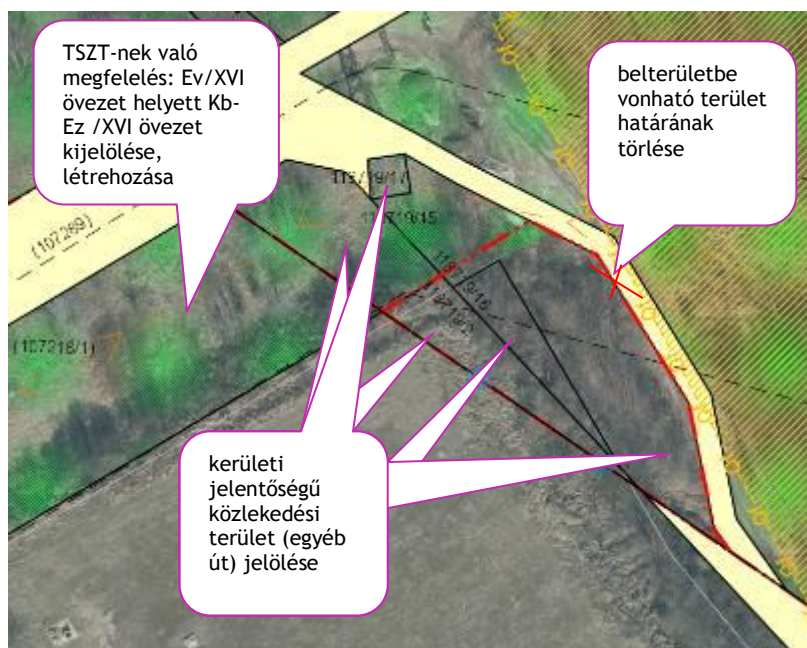 TSZT-nek való
megfelelés: Ev/XVI
övezet helyett Kb-
Ez /XVI övezet
kijelölése,
létrehozása
belterületbe
vonható terület
határának
törlése
(107269)
(107218/1)
kerületi
jelentőségű
közlekedési
terület (egyéb
út) jelölése